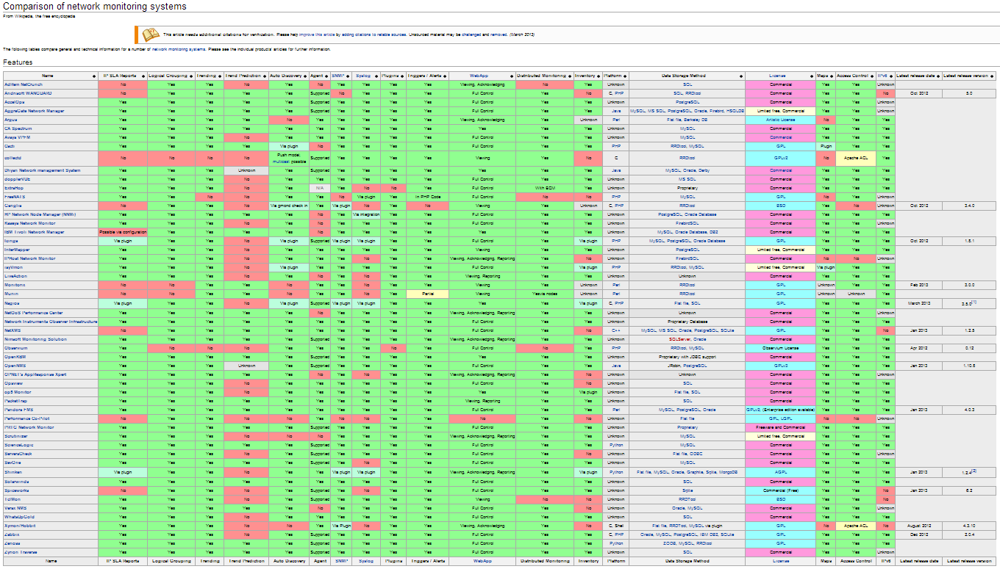 Comparison of network monitoring systems
From Wikipedia, the free encyclopedia
This article needs additional citations for verification. Please help improve this article by adding citations to reliable sources. Unsourced material may be challenged and removed. (March 2013)
The following tables compare general and technical information for a number of network monitoring systems. Please see the individual products' articles for further information.
Features
Name IP SLA Reports Logical Grouping Trending Trend Prediction Auto Discovery Agent SNMP Syslog Plugins Triggers / Alerts WebApp Distributed Monitoring Inventory Platform Data Storage Method License Maps Access Control IPv6 Latest release date Latest release version
AdRem NetCrunch No Yes Yes No Yes No Yes Yes Yes Yes Viewing, Acknowledging No Yes Unknown SQL Commercial Yes Yes Unknown
Andrisoft WANGUARD No Yes Yes Yes Yes Supported No Yes Yes Yes Full Control Yes No C, PHP SQL, RRDtool Commercial Yes Yes No Oct 2012 5.0
AccelOps Yes Yes Yes Yes Yes Supported Yes Yes Yes Yes Full Control Yes Yes Unknown PostgreSQL Commercial Yes Yes Unknown
AppreGate Network Manager Yes Yes Yes Yes Yes Supported Yes Yes Yes Yes Full Control Yes Yes Java MySQL, MS SQL, PostgreSQL, Oracle, Firebird, HSQLDB Limited free, Commercial Yes Yes Yes
Argus Yes Yes Yes Yes No Yes Yes Yes Yes Yes Viewing, Acknowledging Yes Unknown Perl Flat file, Berkeley DB Artistic License No Yes Yes
CA Spectrum Yes Yes Yes Yes Yes Yes Yes Yes Yes Yes Yes Yes Yes Unknown MySQL Commercial Yes Yes Yes
Avaya VPFM Yes Yes Yes No Yes Yes Yes Yes Yes Yes Full Control Yes Yes Unknown MySQL Commercial Yes Yes Yes
Cacti Yes Yes Yes Yes Via plugin No Yes Yes Yes Yes Full Control Yes Yes PHP RRDtool, MySQL GPL Plugin Yes Yes
collectd No No No No Push model; multicast possible Supported Yes Yes Yes Yes Viewing Yes No C RRDtool GPLv2 No Apache ACL Yes
Dhyan Network management System Yes Yes Yes Unknown Yes Supported Yes Yes Yes Yes Yes Yes Yes Java MySQL, Oracle, Derby Commercial Yes Yes Yes
dopplerVUE Yes Yes Yes No Yes Yes Yes Yes Yes Yes Full Control Yes Yes Unknown MS SQL Commercial Yes Yes Yes
ExtraHop Yes Yes Yes No Yes N/A Yes No No Yes Full Control With ECM Yes Unknown Proprietary Commercial Yes Yes Unknown
FreeNATS Yes Yes No No Yes Yes No Via plugin Yes In PHP Code Full Control No No PHP MySQL GPL No Yes Unknown
Ganglia No Yes Yes Yes Via gmond check in Yes Via plugin No Yes No Viewing Yes Unknown C, PHP RRDtool BSD Yes No Unknown Oct 2012 3.4.0
HP Network Node Manager (NNMi) Yes Yes Yes Yes Yes No Yes Via integration Yes Yes Full Control Yes Yes Unknown PostgreSQL, Oracle Database Commercial Yes Yes Yes
Kaseya Network Monitor Yes Yes Yes No Yes No Yes Yes Yes Yes Full Control Yes Yes Unknown FirebirdSQL Commercial Yes Yes Unknown
IBM Tivoli Network Manager Possible via configuration Yes Yes Yes Yes No Yes Yes Yes Yes Yes Yes Yes Unknown MySQL, Oracle Database, DB2 Commercial Yes Yes Yes
Icinga Via plugin Yes Yes No Via plugin Supported Via plugin Via plugin Yes Yes Full Control Yes Via plugin PHP MySQL, PostgreSQL, Oracle Database GPL Yes Yes Yes Oct 2012 1.8.1
InterMapper Yes Yes Yes No Yes Yes Yes Yes Yes Yes Viewing Yes Yes Unknown PostgreSQL Limited free, Commercial Yes Yes Yes
IPHost Network Monitor Yes Yes Yes No Yes Yes Yes No Yes Yes Viewing, Acknowledging, Reporting Yes No Unknown FirebirdSQL Commercial No No Unknown
Yes Yes Yes No Via plugin Yes Yes Yes Yes Yes Full Control Yes Via plugin PHP RRDtool, MySQL Limited free, Commercial Via plugin Yes Yes
LiveAction Yes Yes Yes No Yes No Yes No Yes Yes Viewing, Reporting Yes Yes Unknown Unknown Commercial Yes Yes Yes
Monitorix No No Yes Yes No Yes Yes No Yes Yes Viewing Yes Unknown Perl RRDtool GPL Unknown Yes Yes Feb 2013 3.0.0
Munin No No Yes Yes No Yes Yes No Yes Partial Viewing Yesvia nodes Unknown Perl RRDtool GPL Unknown Unknown Yes
Nagios Via plugin Yes Yes No Via plugin Supported Via plugin Via plugin Yes Yes Yes Yes Via plugin C, PHP Flat file, SQL GPL Yes Yes Yes March 2013 3.5.0[1]
NetQoS Performance Center Yes Yes Yes Yes Yes No Yes Yes Yes Yes Viewing, Acknowledging, Reporting Yes Yes Unknown Unknown Commercial Yes Yes Unknown
Network Instruments Observer Infrastructure Yes Yes Yes Yes Yes Yes Yes Yes Yes Yes Full Control Yes Yes Unknown Proprietary Database Commercial Yes Yes Yes
NetXMS No Yes Yes No Yes Supported Yes Yes Yes Yes Full Control Yes No C++ MySQL, MS SQL, Oracle, PostgreSQL, SQLite GPL Yes Yes No Jan 2013 1.2.5
Nimsoft Monitoring Solution Yes Yes Yes Yes Yes Supported Yes Yes Yes Yes Viewing, Acknowledging, Reporting Yes Yes Unknown SQLServer, Oracle Commercial Yes Yes Yes
Observium Yes No No No Yes Supported Yes Yes No Yes Full Control No Yes PHP RRDtool, MySQL Observium License Yes Yes Yes Apr 2012 0.12
OpenKBM Yes Yes Yes Yes Yes Supported Yes Yes Yes Yes Yes Yes Yes Unknown Proprietary with JDBC support Commercial Yes Yes Yes
OpenNMS Yes Yes Yes Unknown Yes Supported Yes Yes Yes Yes Full Control Yes Yes Java JRobin, PostgreSQL GPLv3 Yes Yes Yes Jan 2013 1.10.8
OPNET's AppResponse Xpert Yes Yes Yes Yes Yes No Yes No Yes Yes Viewing, Acknowledging, Reporting Yes No Unknown Unknown Commercial Yes Yes Unknown
Opsview Yes Yes Yes No Yes Yes Yes Yes Yes Yes Full Control Yes No Unknown SQL Commercial Yes Yes Yes
op5 Monitor Yes Yes Yes No Yes Yes Yes Yes Yes Yes Yes Yes Via plugin Unknown Flat file, SQL Commercial Yes Yes Yes
PacketTrap Yes Yes Yes Yes Yes Yes Yes Yes Yes Yes Viewing, Reporting Yes Yes Unknown SQL Commercial Yes Yes Yes
Pandora FMS Yes Yes Yes Yes Yes Supported Yes Yes Yes Yes Full Control Yes Yes Perl MySQL, PostgreSQL, Oracle GPLv2, (Enterprise edition available) Yes Yes Yes Jan 2013 4.0.3
Performance Co-Pilot No Yes Yes No No Yes No No Yes Yes No Yes No Unknown Flat file GPL, LGPL No No Unknown
PRTG Network Monitor Yes Yes Yes Yes Yes Supported Yes Yes Yes Yes Full Control Yes Yes Unknown Proprietary Freeware and Commercial Yes Yes Yes
Scrutinizer Yes Yes Yes No No No Yes Yes Yes Yes Viewing, Acknowledging, Reporting Yes Yes Unknown MySQL Limited free, Commercial Yes Yes Yes
ScienceLogic Yes Yes Yes Yes Yes Supported Yes Yes Yes Yes Full Control Yes Yes Python MySQL Commercial Yes Yes Yes
ServersCheck Yes Yes Yes No Yes Supported Yes Yes Yes Yes Full Control Yes No Unknown Flat file, ODBC Commercial Yes Yes Unknown
SevOne Yes Yes Yes Yes Yes Supported Yes No Yes Yes Full Control Yes Yes Unknown MySQL Commercial Yes Yes Yes
Shinken Via plugin Yes Yes No Via plugin Yes Via plugin Via plugin Yes Yes Viewing, Acknowledging, Reporting Yes Via plugin Python Flat file, MySQL, Oracle, Graphite, Sqlite, MongoDB AGPL Yes Yes Yes Jan 2013 1.2.4[2]
Solarwinds Yes Yes Yes Yes Yes Yes Yes Yes Yes Yes Full Control Yes Yes Unknown SQL Commercial Yes Yes Yes
Spiceworks No Yes Yes No Yes Supported Yes No Yes Yes Full Control Yes Yes Unknown Sqlite Commercial (Free) Yes Yes No Jan 2013 6.2
TclMon Yes Yes Yes No Yes Yes Yes Yes Yes Yes Viewing No No Unknown RRDTool BSD Yes Yes No
Verax NMS Yes Yes Yes Yes Yes No Yes Yes Yes Yes Full Control Yes Yes Unknown Oracle, MySQL Commercial Yes Yes Unknown
WhatsUpGold Yes Yes Yes No Yes Yes Yes Yes Yes Yes Full Control Yes Yes Unknown SQL Commercial Yes Yes Yes
Xymon/Hobbit Yes Yes Yes No No Yes Via Plugin No Yes Yes Viewing, Acknowledging Yes No C, Shell Flat file, RRDTool, MySQL via plugin GPL No Apache ACL No August 2012 4.3.10
Zabbix Yes Yes Yes No Yes Supported Yes Yes Yes Yes Full Control Yes Yes C, PHP Oracle, MySQL, PostgreSQL, IBM DB2, SQLite GPL Yes Yes Yes Dec 2012 2.0.4
Zenoss Yes Yes Yes Yes Yes Supported Yes Yes Yes Yes Full Control Yes Yes Python ZODB, MySQL, RRDtool GPL Yes Yes Yes
Zyrion Traverse Yes Yes Yes Yes Yes Supported Yes Yes Yes Yes Full Control Yes Yes Unknown SQL Commercial Yes Yes Unknown
Name IP SLA Reports Logical Grouping Trending Trend Prediction Auto Discovery Agent SNMP Syslog Plugins Triggers / Alerts WebApp Distributed Monitoring Inventory Platform Data Storage Method License Maps Access Control IPv6 Latest release date Latest release version